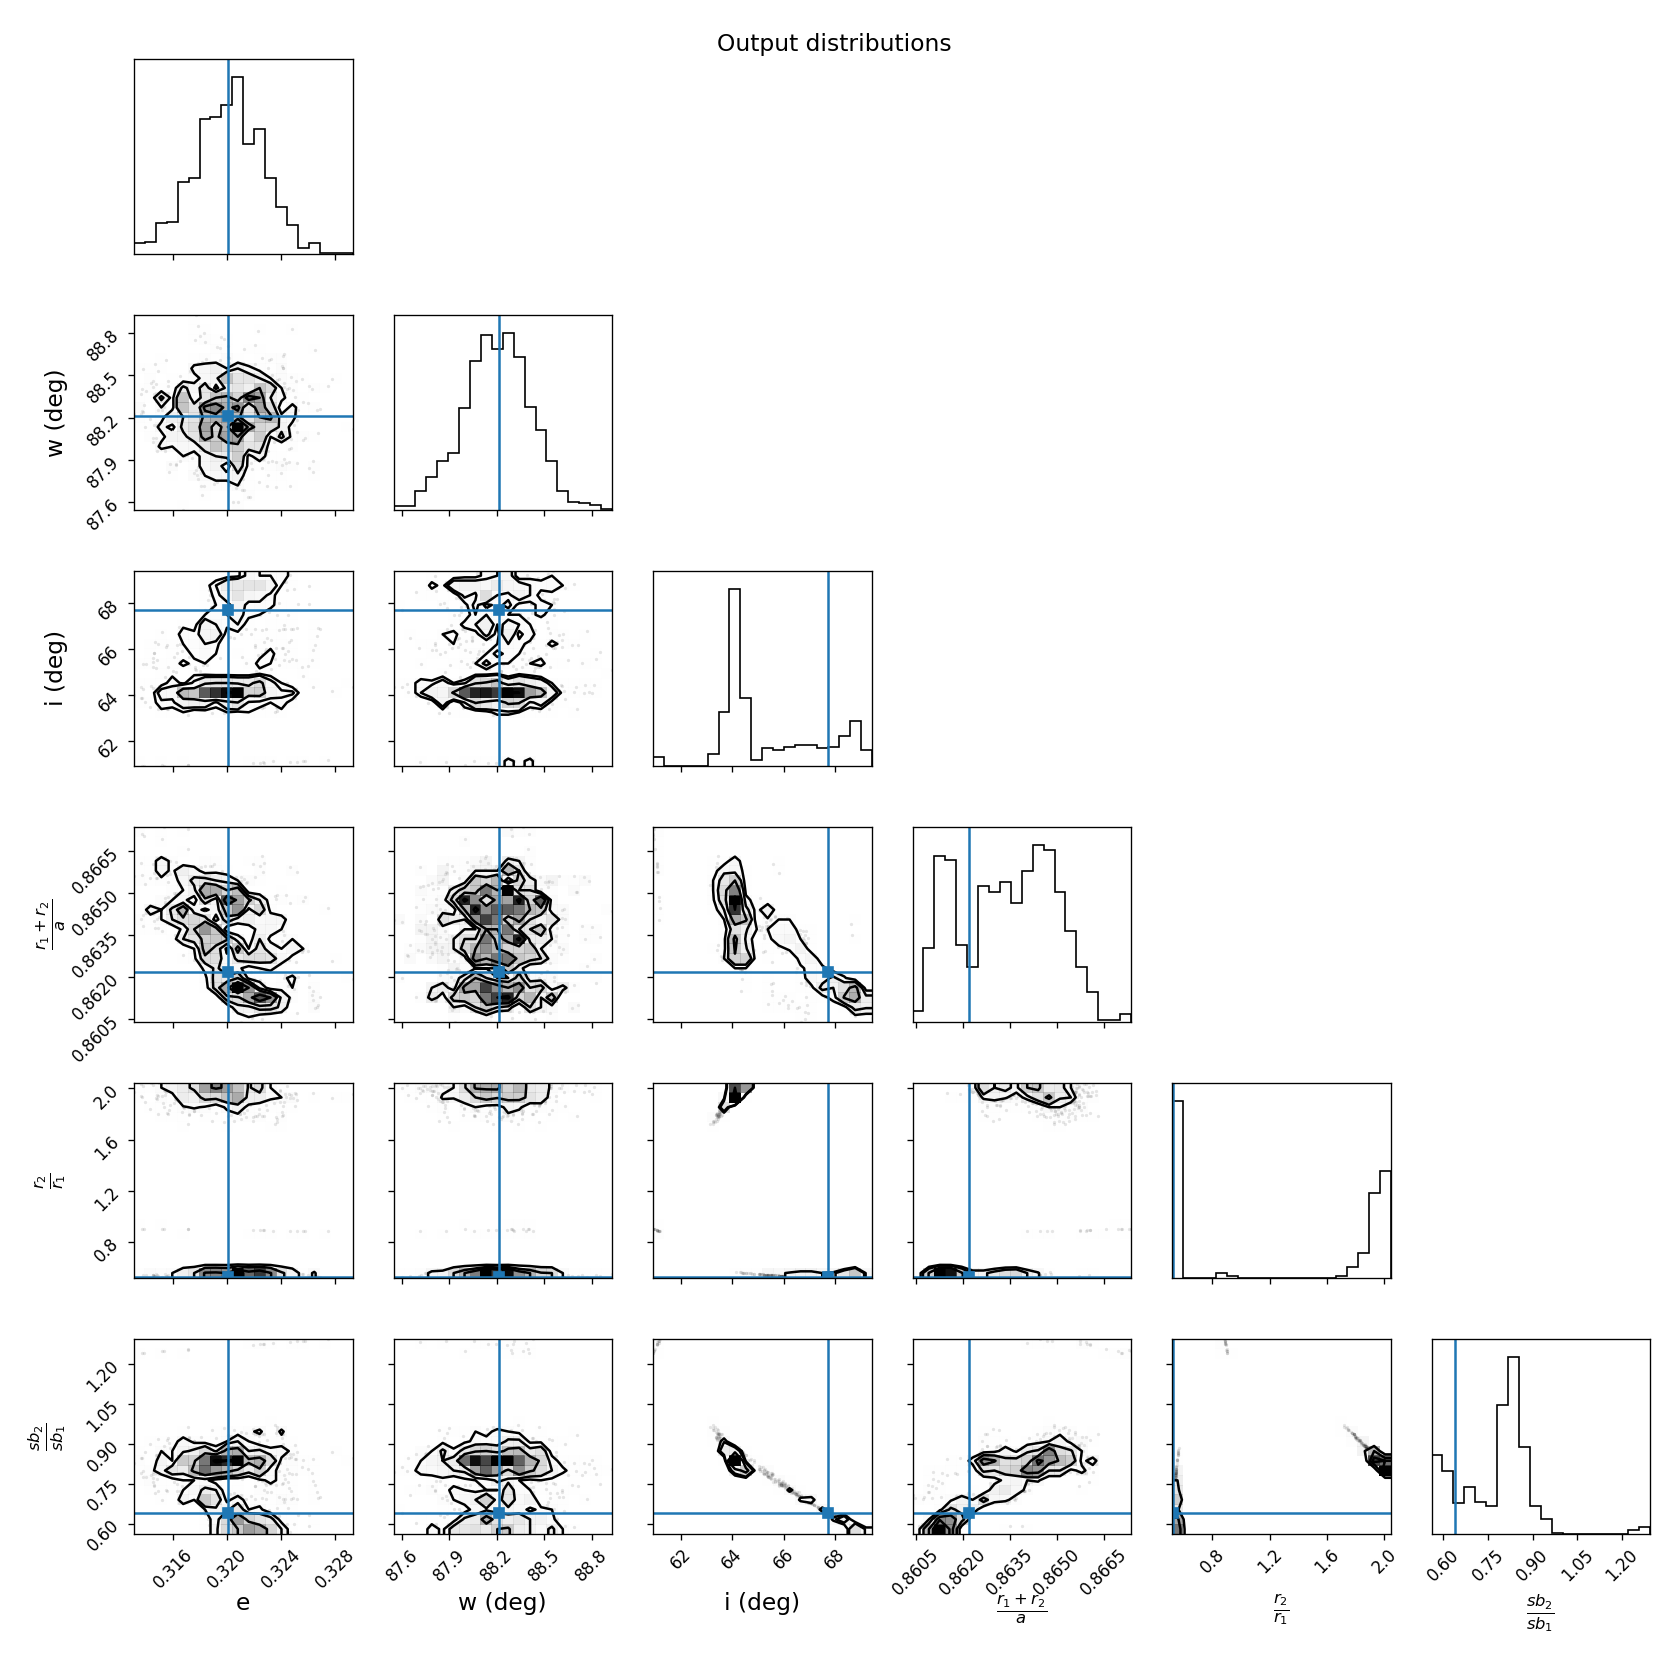 Output distributions
w (deg)
88.8
88.5
88.2
87.9
87.6
i (deg)
68
66
64
62
r₁ + r₂
a
0.8665
0.8650
0.8635
0.8620
0.8605
r₂
r₁
2.0
1.6
1.2
0.8
sb₂
sb₁
1.20
1.05
0.90
0.75
0.60
0.316 0.320 0.324 0.328 87.6 87.9 88.2 88.5 88.8 62 64 66 68 0.8605 0.8620 0.8635 0.8650 0.8665 0.8 1.2 1.6 2.0 0.60 0.75 0.90 1.05 1.20
e w (deg) i (deg) r₁ + r₂ r₂ sb₂
a r₁ sb₁